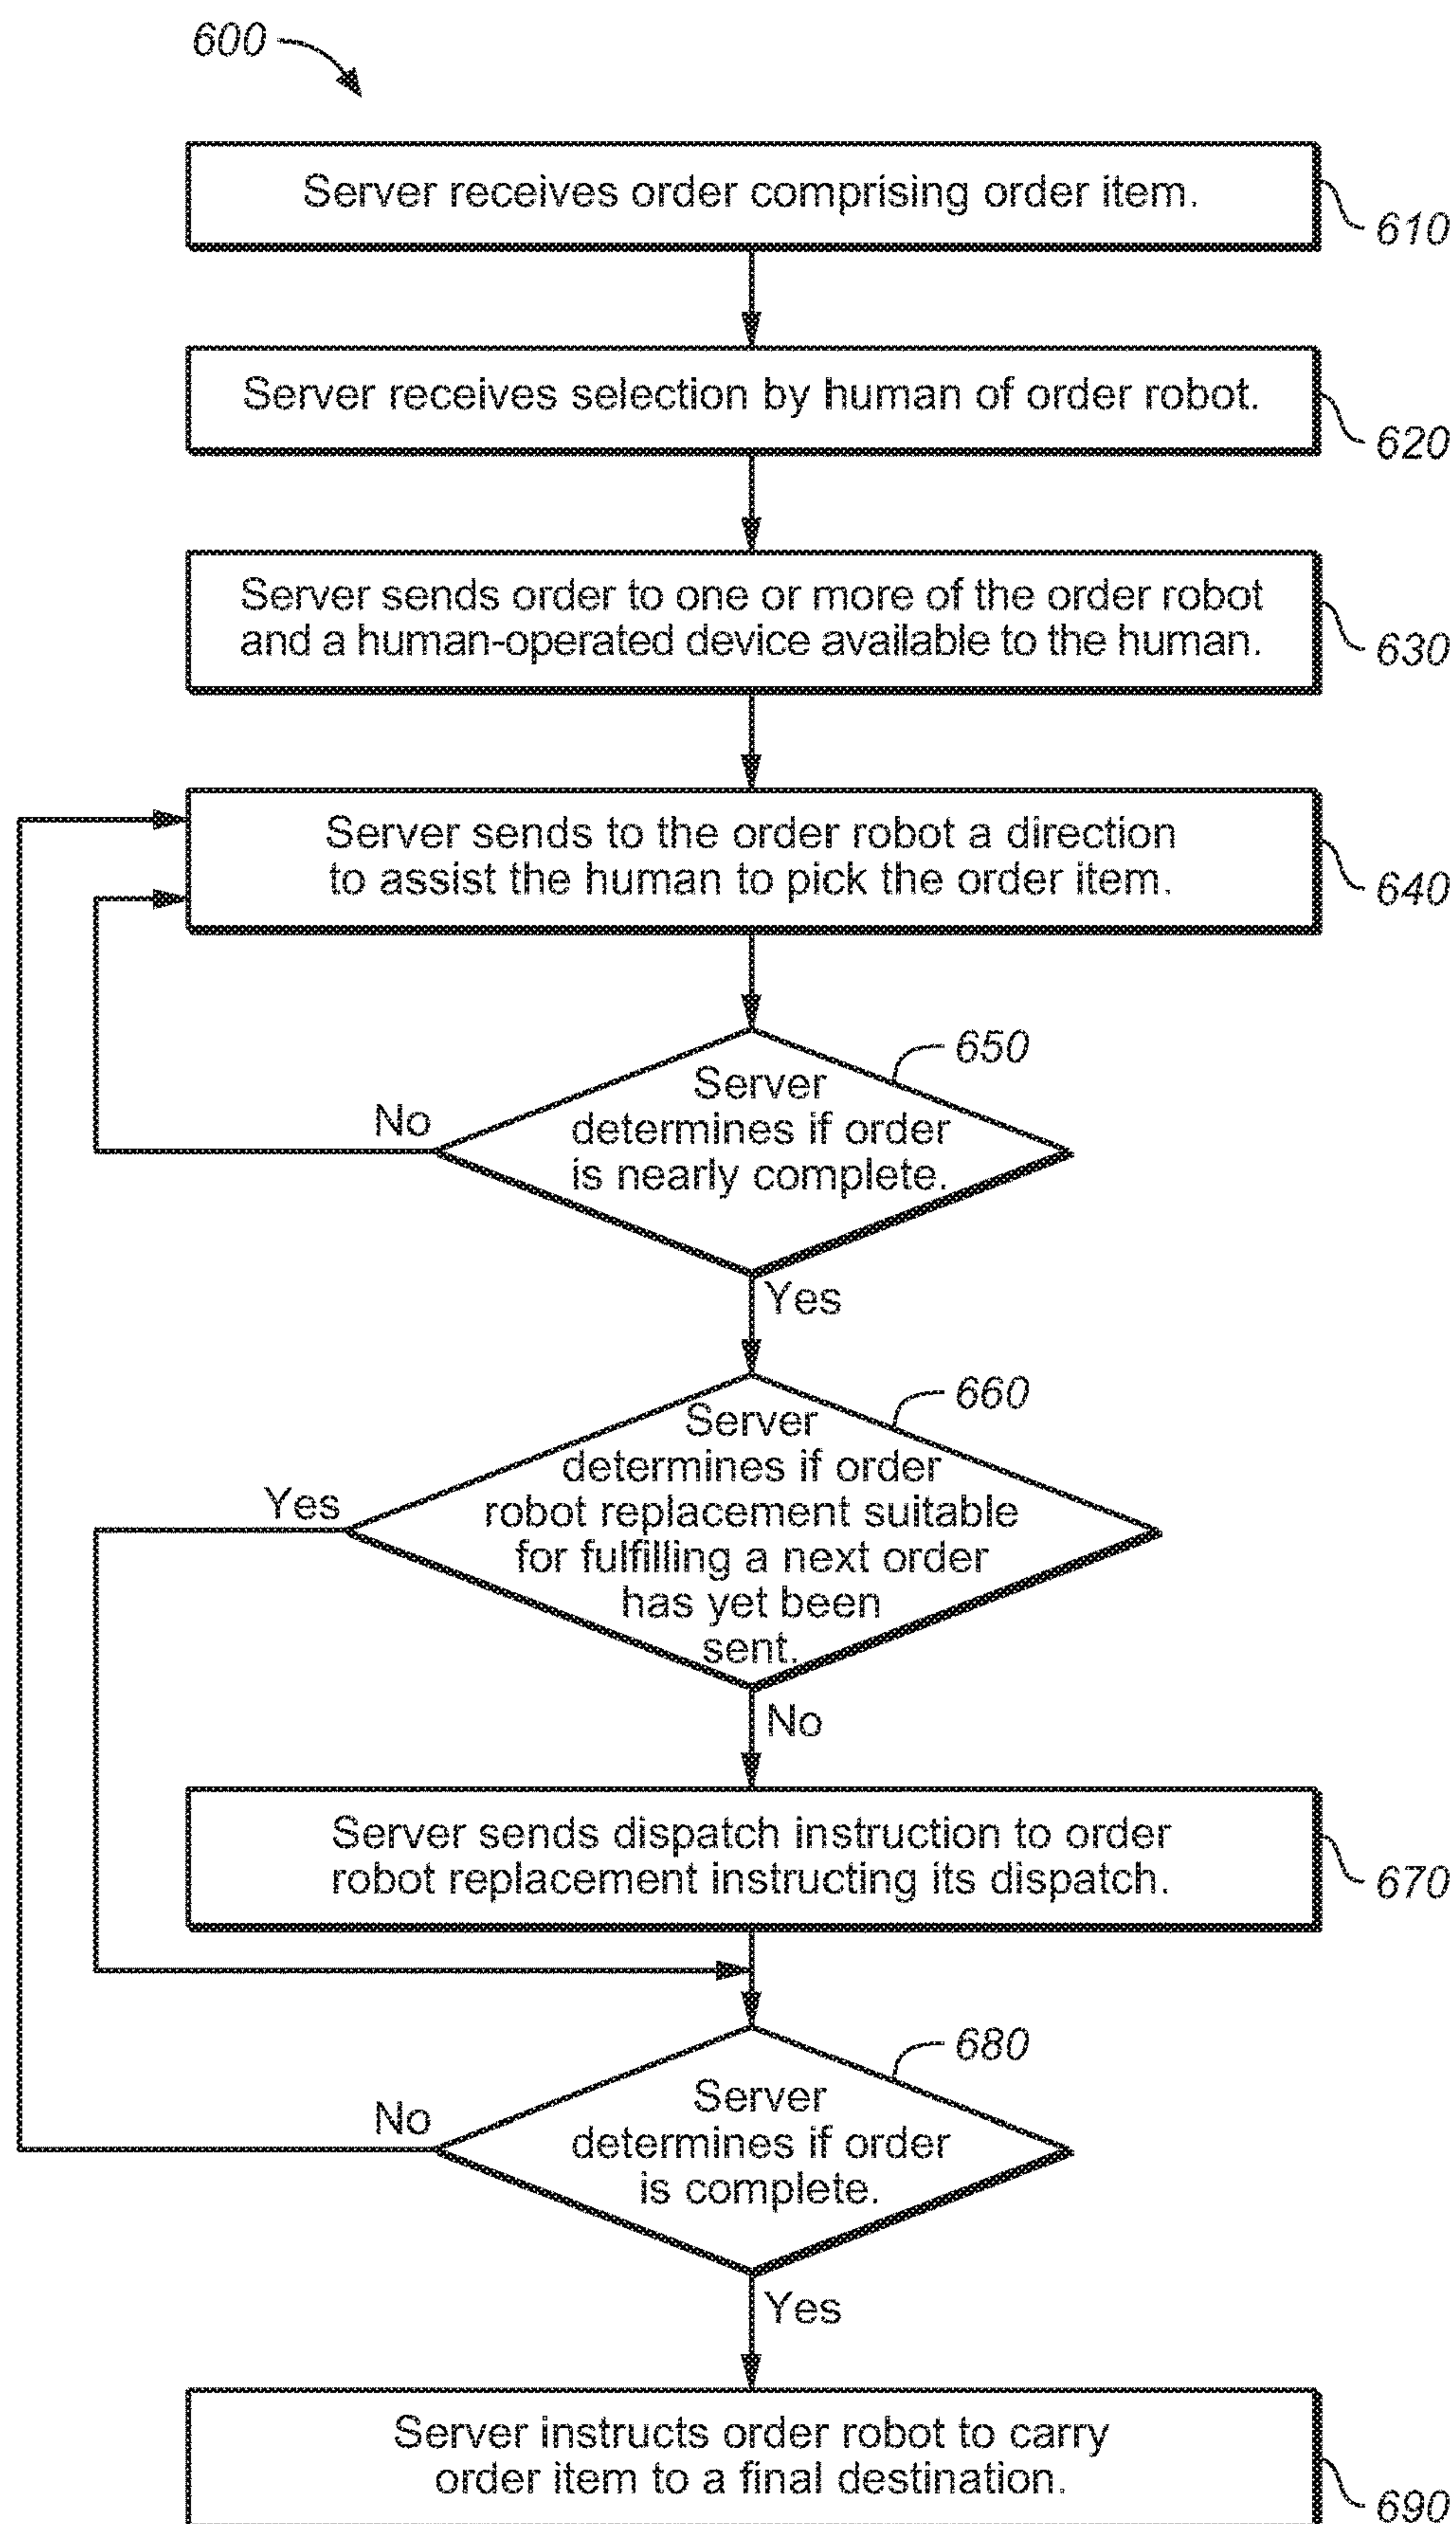 600
Server receives order comprising order item.
610
Server receives selection by human of order robot.
620
Server sends order to one or more of the order robot
and a human-operated device available to the human.
630
Server sends to the order robot a direction
to assist the human to pick the order item.
640
650
Server
determines if order
is nearly complete.
No
Yes
660
Server
determines if order
robot replacement suitable
for fulfilling a next order
has yet been
sent.
Yes
No
Server sends dispatch instruction to order
robot replacement instructing its dispatch.
670
680
Server
determines if order
is complete.
No
Yes
Server instructs order robot to carry
order item to a final destination.
690